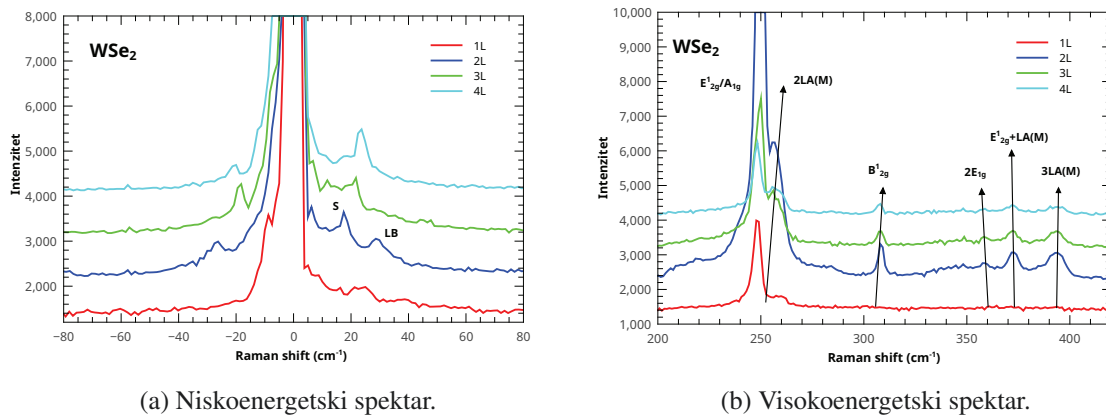 WSe₂
1L
2L
3L
4L
S
LB
8,000
7,000
6,000
5,000
4,000
3,000
2,000
Intenzitet
−80 −60 −40 −20 0 20 40 60 80
Raman shift (cm⁻¹)
(a) Niskoenergetski spektar.
WSe₂
1L
2L
3L
4L
E¹₂g/A₁g
2LA(M)
B¹₂g
2E₁g
E¹₂g+LA(M)
3LA(M)
10,000
9,000
8,000
7,000
6,000
5,000
4,000
3,000
2,000
1,000
Intenzitet
200 250 300 350 400
Raman shift (cm⁻¹)
(b) Visokoenergetski spektar.